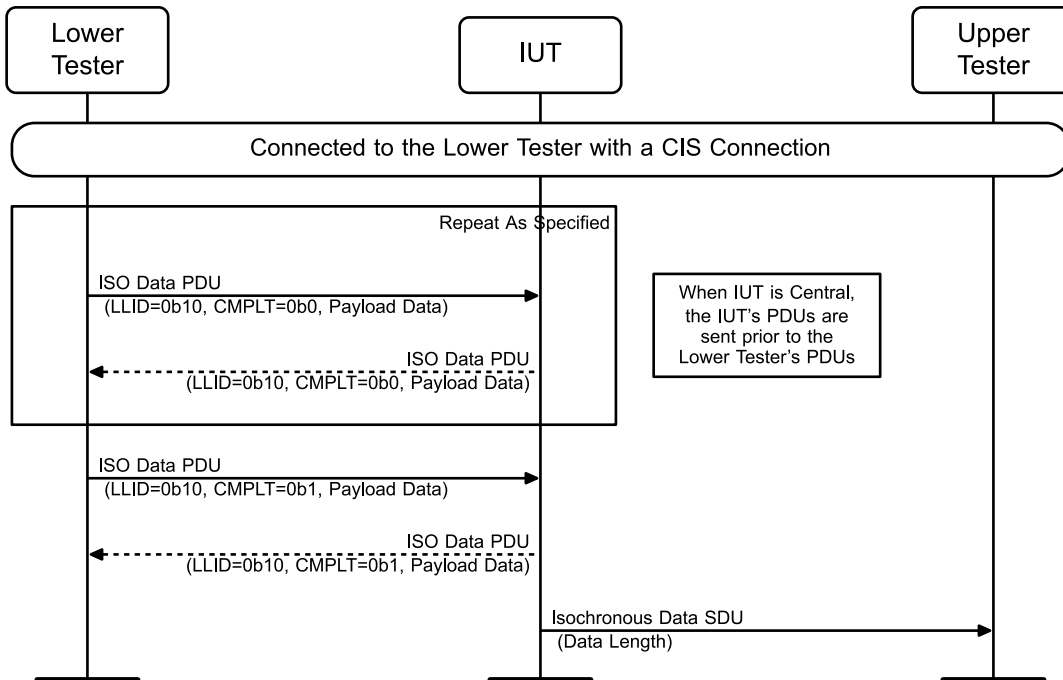 Lower
Tester
IUT
Upper
Tester
Connected to the Lower Tester with a CIS Connection
Repeat As Specified
ISO Data PDU
(LLID=0b10, CMPLT=0b0, Payload Data)
When IUT is Central,
the IUT's PDUs are
sent prior to the
Lower Tester's PDUs
ISO Data PDU
(LLID=0b10, CMPLT=0b0, Payload Data)
ISO Data PDU
(LLID=0b10, CMPLT=0b1, Payload Data)
ISO Data PDU
(LLID=0b10, CMPLT=0b1, Payload Data)
Isochronous Data SDU
(Data Length)